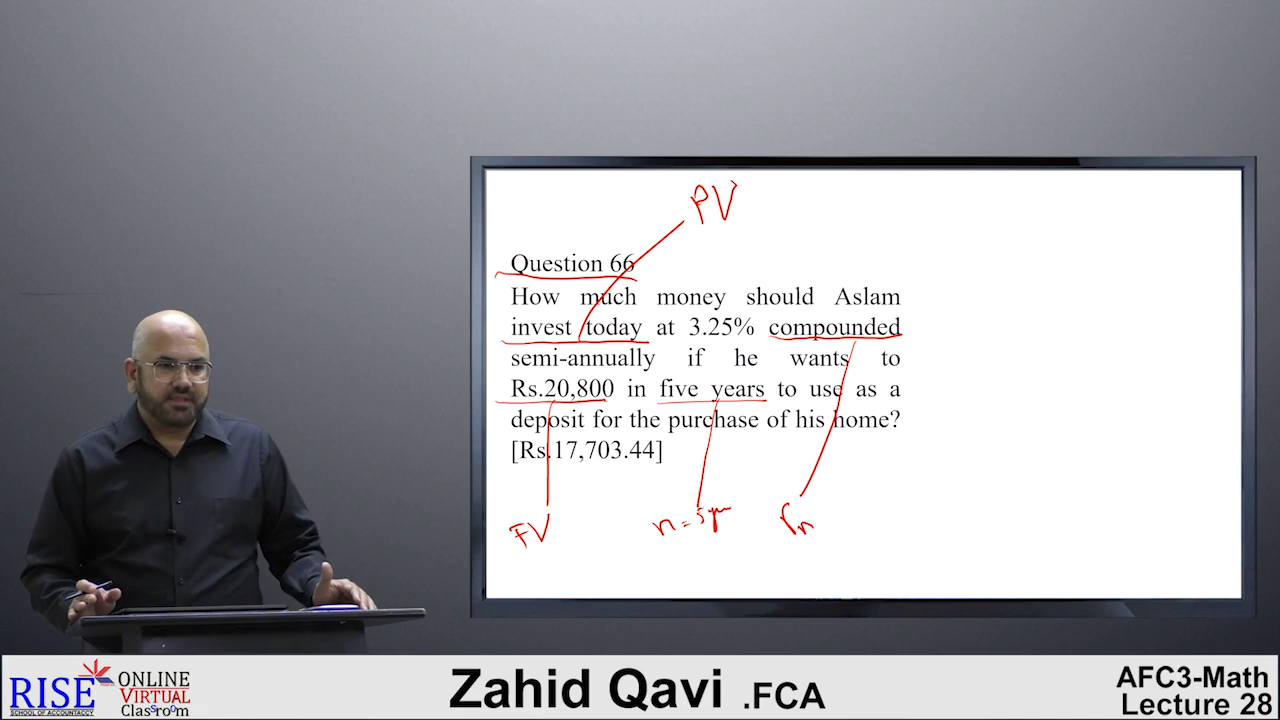 PV
Question 66
How much money should Aslam
invest today at 3.25% compounded
semi-annually if he wants to
Rs.20,800 in five years to use as a
deposit for the purchase of his home?
[Rs.17,703.44]
FV
n = 5
RISE
SCHOOL OF ACCOUNTACCY
ONLINE
VIRTUAL
Classroom
Zahid Qavi .FCA
AFC3-Math
Lecture 28